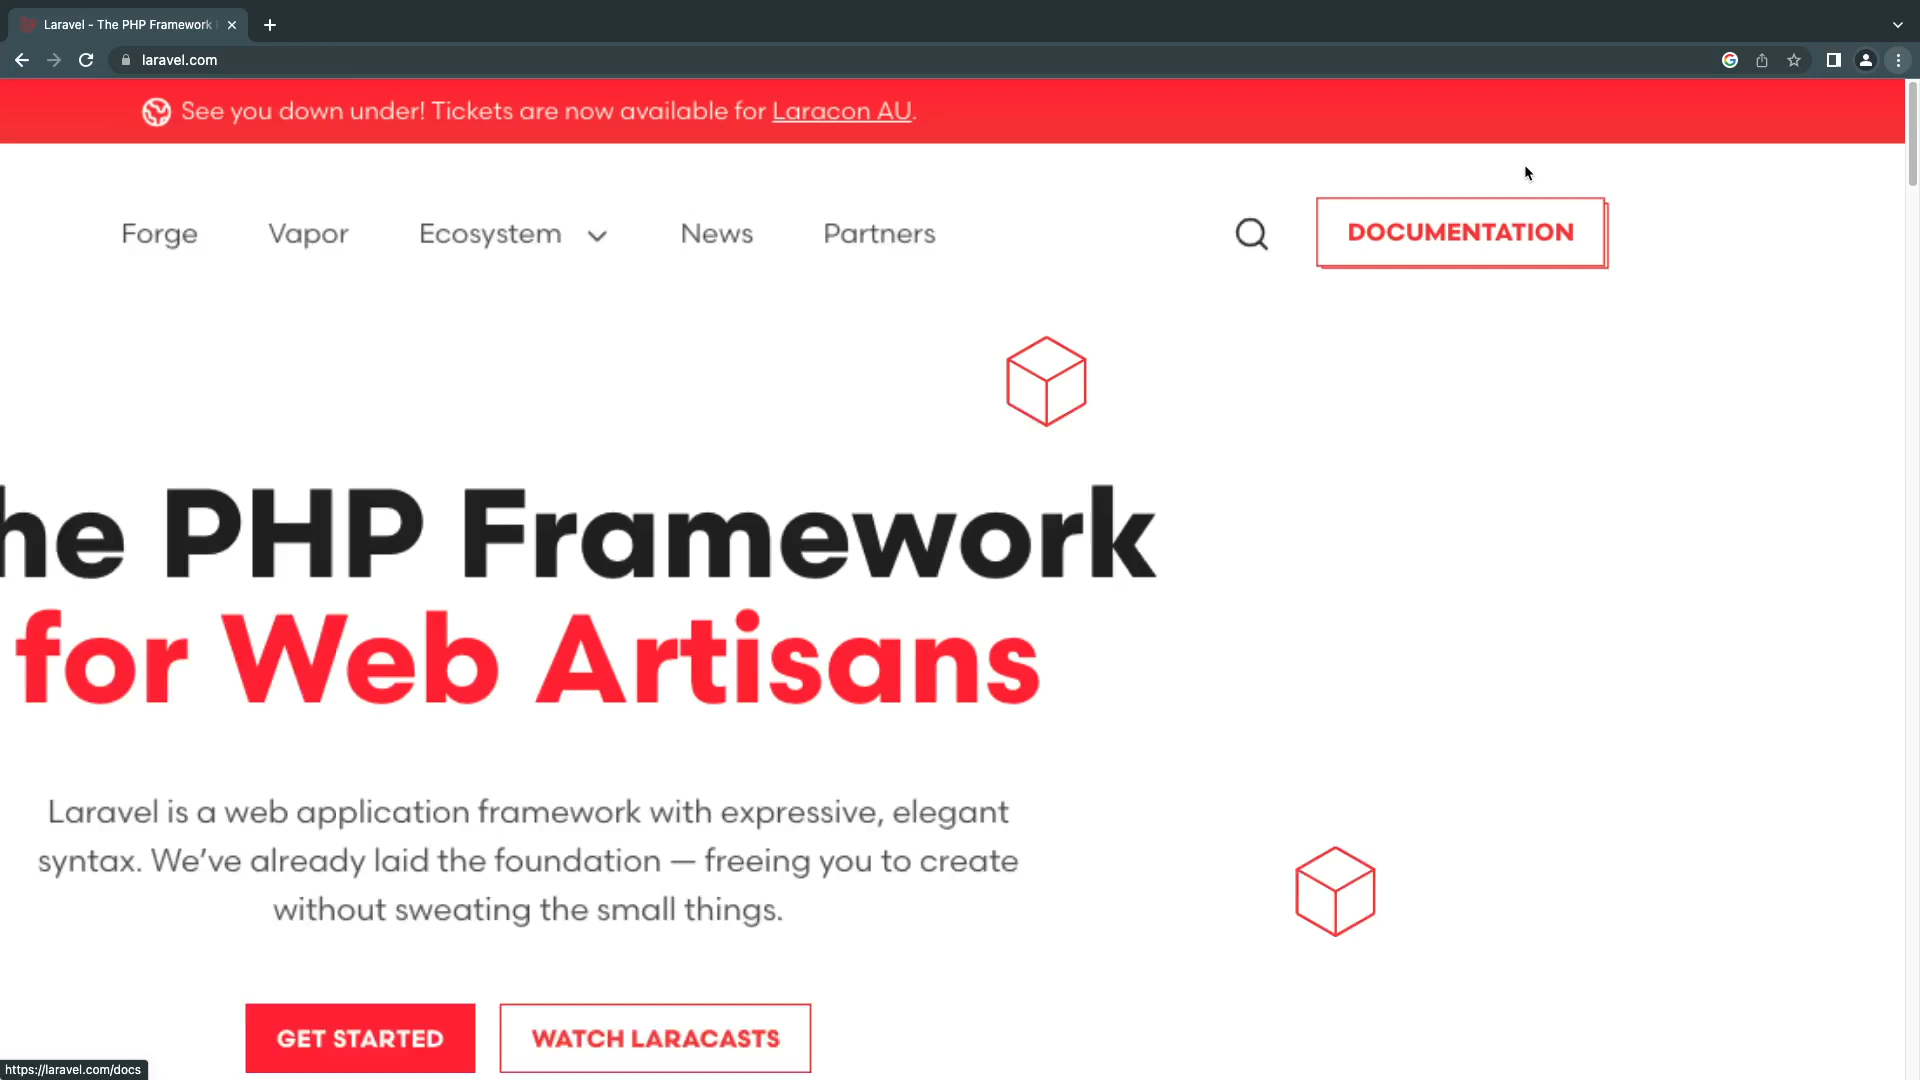 Laravel - The PHP Framework
laravel.com
See you down under! Tickets are now available for Laracon AU.
Forge
Vapor
Ecosystem
News
Partners
DOCUMENTATION
he PHP Framework
for Web Artisans
Laravel is a web application framework with expressive, elegant
syntax. We’ve already laid the foundation — freeing you to create
without sweating the small things.
GET STARTED
WATCH LARACASTS
https://laravel.com/docs